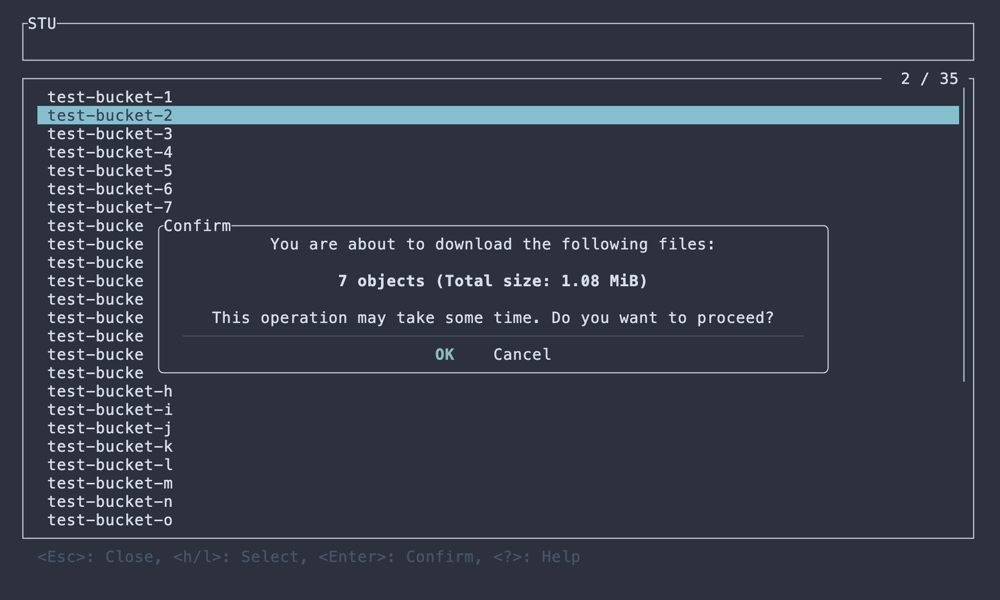 STU
2 / 35
test-bucket-1
test-bucket-2
test-bucket-3
test-bucket-4
test-bucket-5
test-bucket-6
test-bucket-7
test-bucke
Confirm
test-bucke
You are about to download the following files:
test-bucke
test-bucke
7 objects (Total size: 1.08 MiB)
test-bucke
test-bucke
This operation may take some time. Do you want to proceed?
test-bucke
test-bucke
OK Cancel
test-bucke
test-bucket-h
test-bucket-i
test-bucket-j
test-bucket-k
test-bucket-l
test-bucket-m
test-bucket-n
test-bucket-o
<Esc>: Close, <h/l>: Select, <Enter>: Confirm, <?>: Help